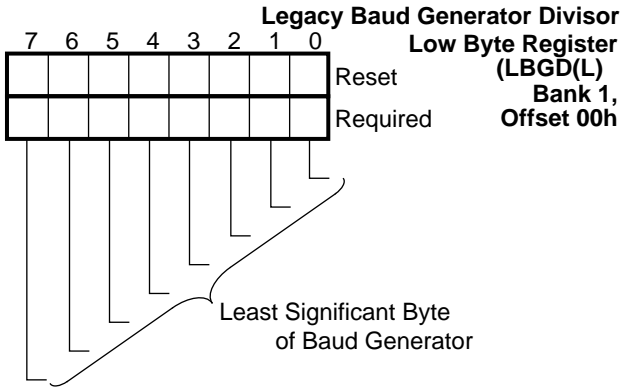 Legacy Baud Generator Divisor
Low Byte Register
(LBGD(L)
Bank 1,
Offset 00h
7 6 5 4 3 2 1 0
Reset
Required
Least Significant Byte
of Baud Generator